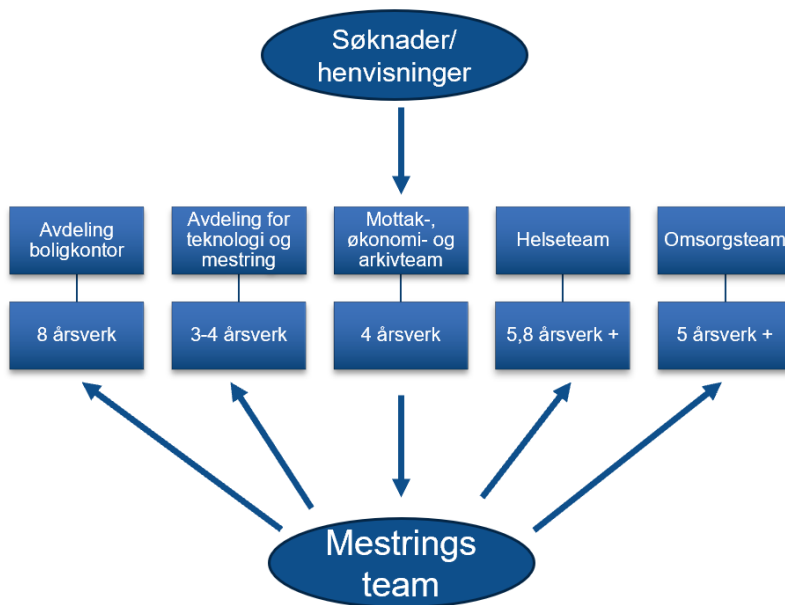 Søknader/
henvisninger
Avdeling
boligkontor
Avdeling for
teknologi og
mestring
Mottak-,
økonomi- og
arkivteam
Helseteam
Omsorgsteam
8 årsverk
3-4 årsverk
4 årsverk
5,8 årsverk +
5 årsverk +
Mestrings
team